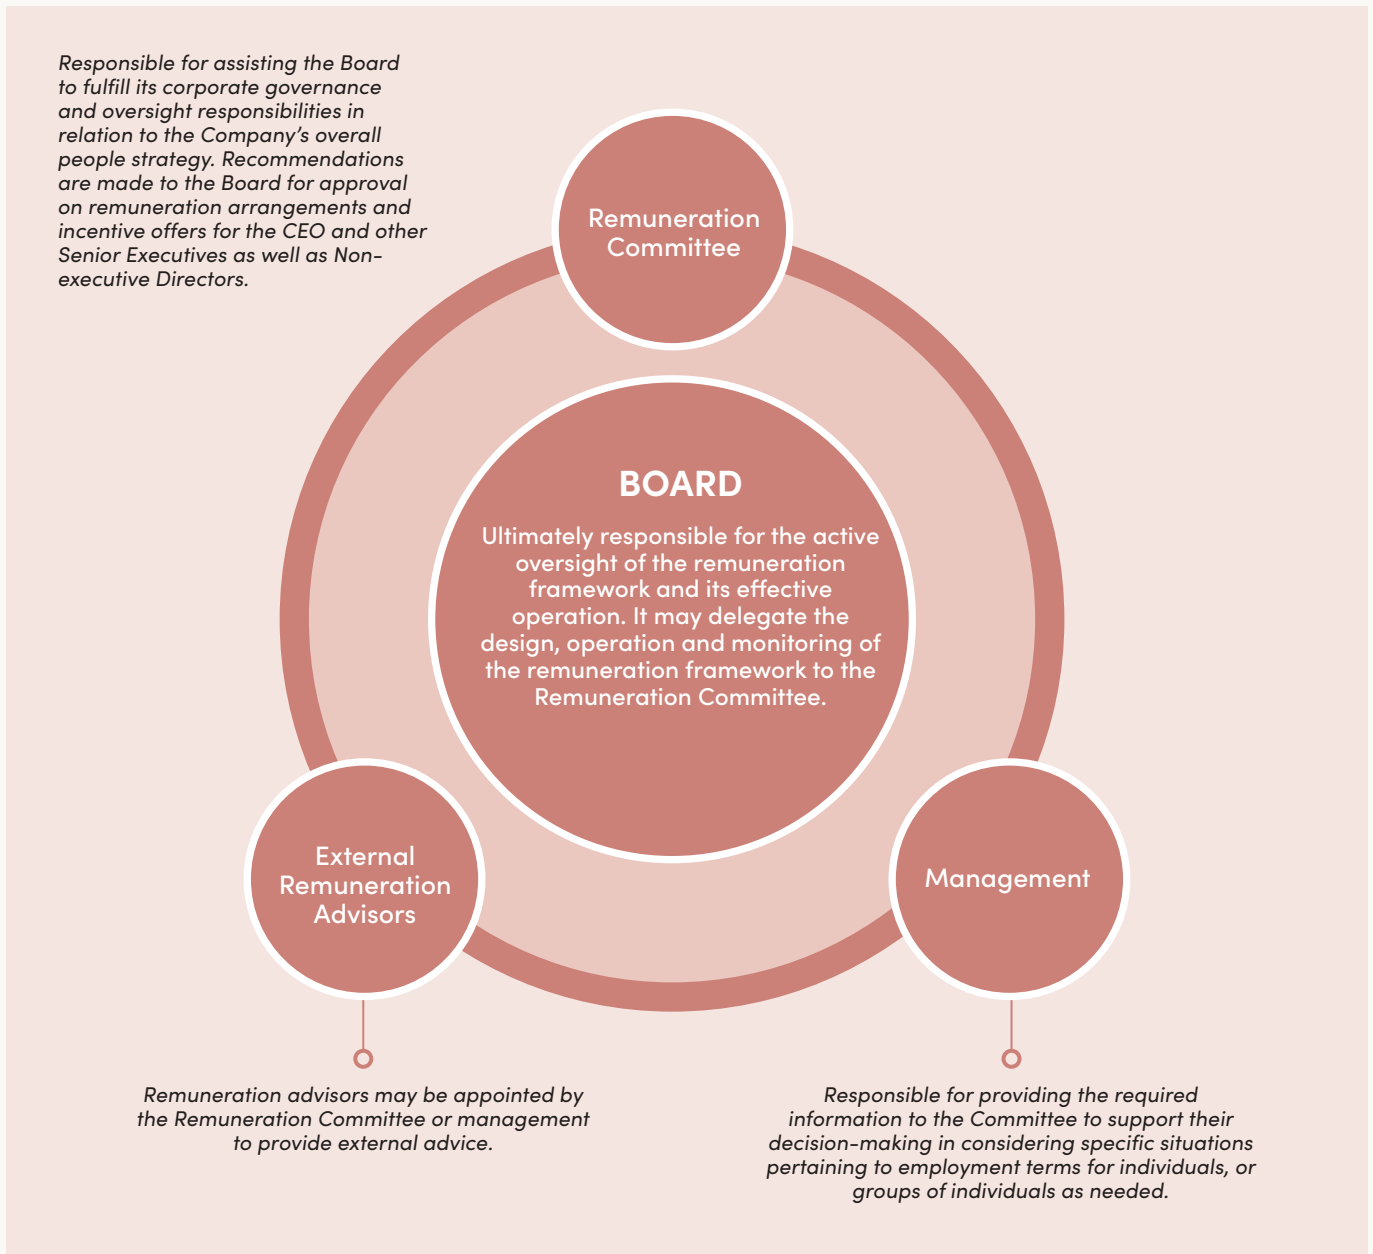 Responsible for assisting the Board
to fulfill its corporate governance
and oversight responsibilities in
relation to the Company’s overall
people strategy. Recommendations
are made to the Board for approval
on remuneration arrangements and
incentive offers for the CEO and other
Senior Executives as well as Non-
executive Directors.
Remuneration
Committee
BOARD
Ultimately responsible for the active
oversight of the remuneration
framework and its effective
operation. It may delegate the
design, operation and monitoring of
the remuneration framework to the
Remuneration Committee.
External
Remuneration
Advisors
Management
Remuneration advisors may be appointed by
the Remuneration Committee or management
to provide external advice.
Responsible for providing the required
information to the Committee to support their
decision-making in considering specific situations
pertaining to employment terms for individuals, or
groups of individuals as needed.